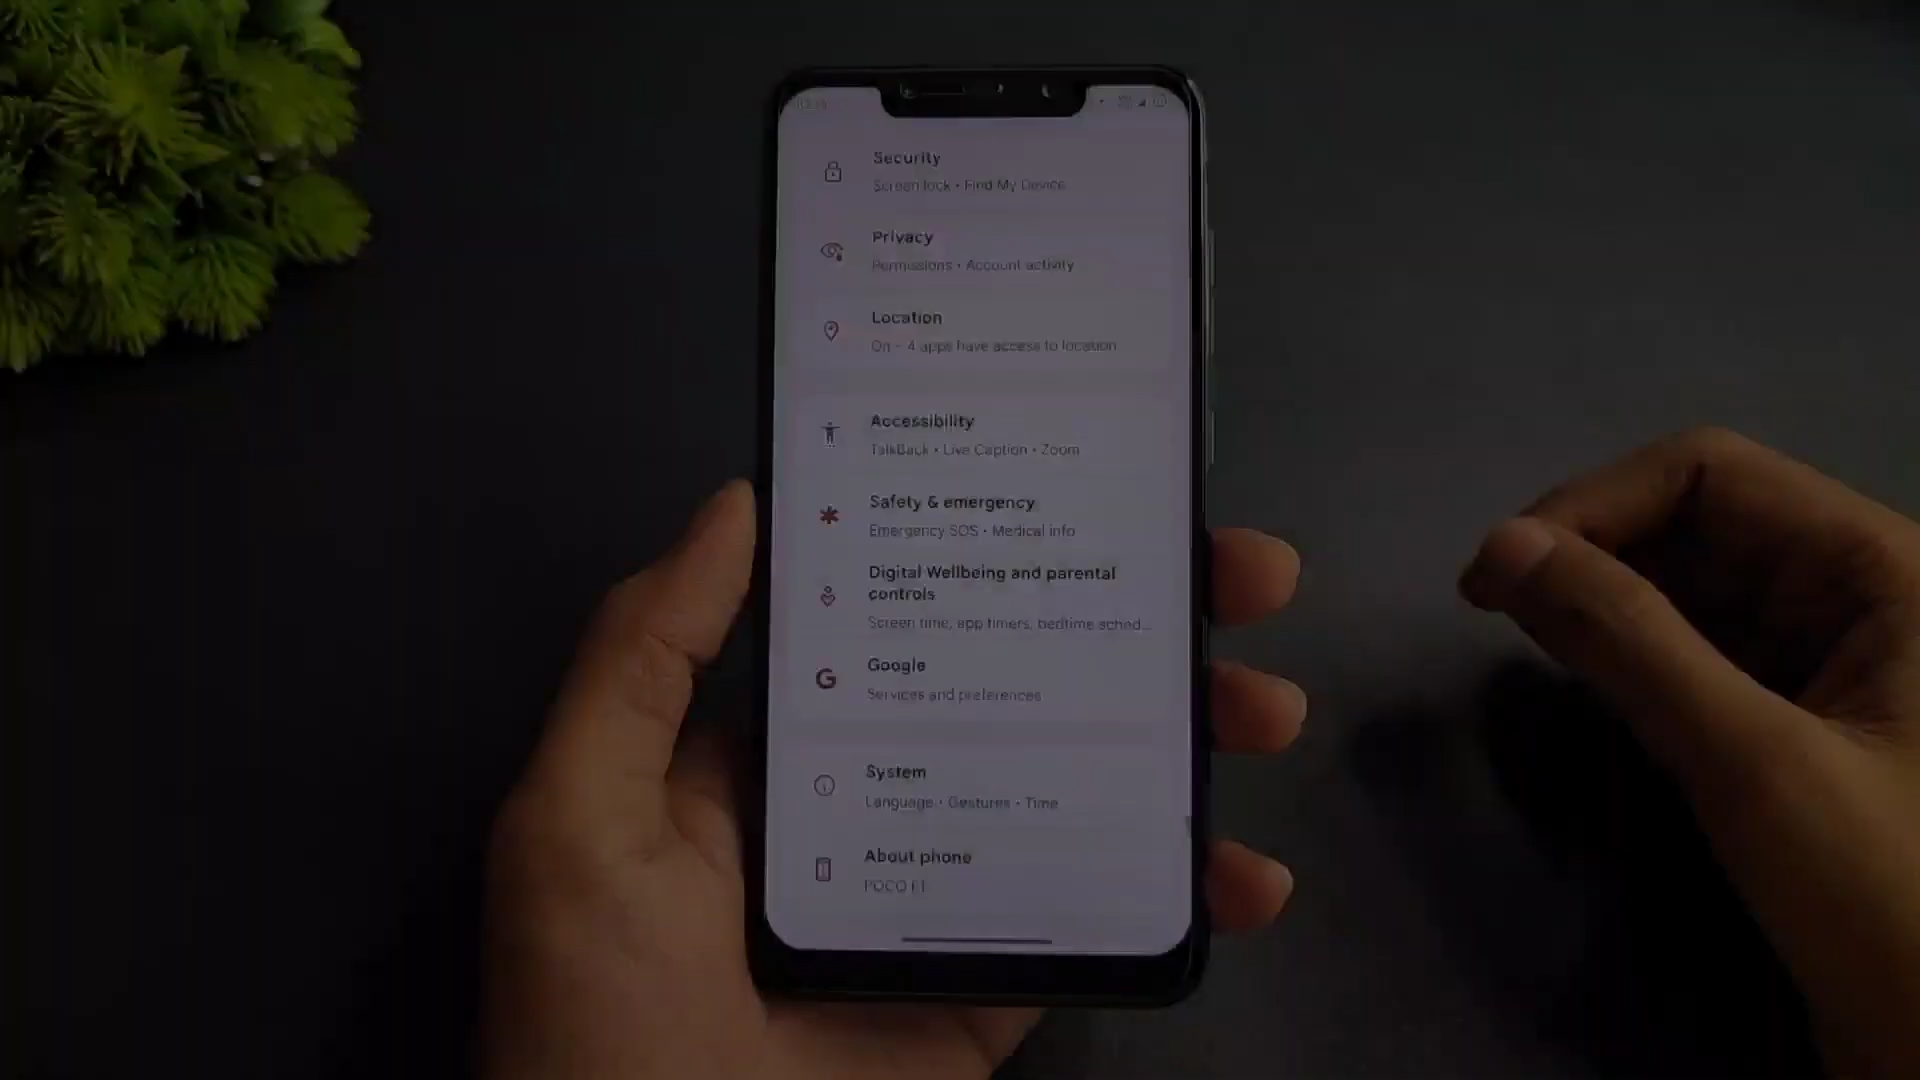 Security
Screen lock • Find My Device
Privacy
Permissions • Account activity
Location
On - 4 apps have access to location
Accessibility
TalkBack • Live Caption • Zoom
Safety & emergency
Emergency SOS • Medical info
Digital Wellbeing and parental
controls
Screen time, app timers, bedtime sched...
Google
Services and preferences
System
Language • Gestures • Time
About phone
POCO F1